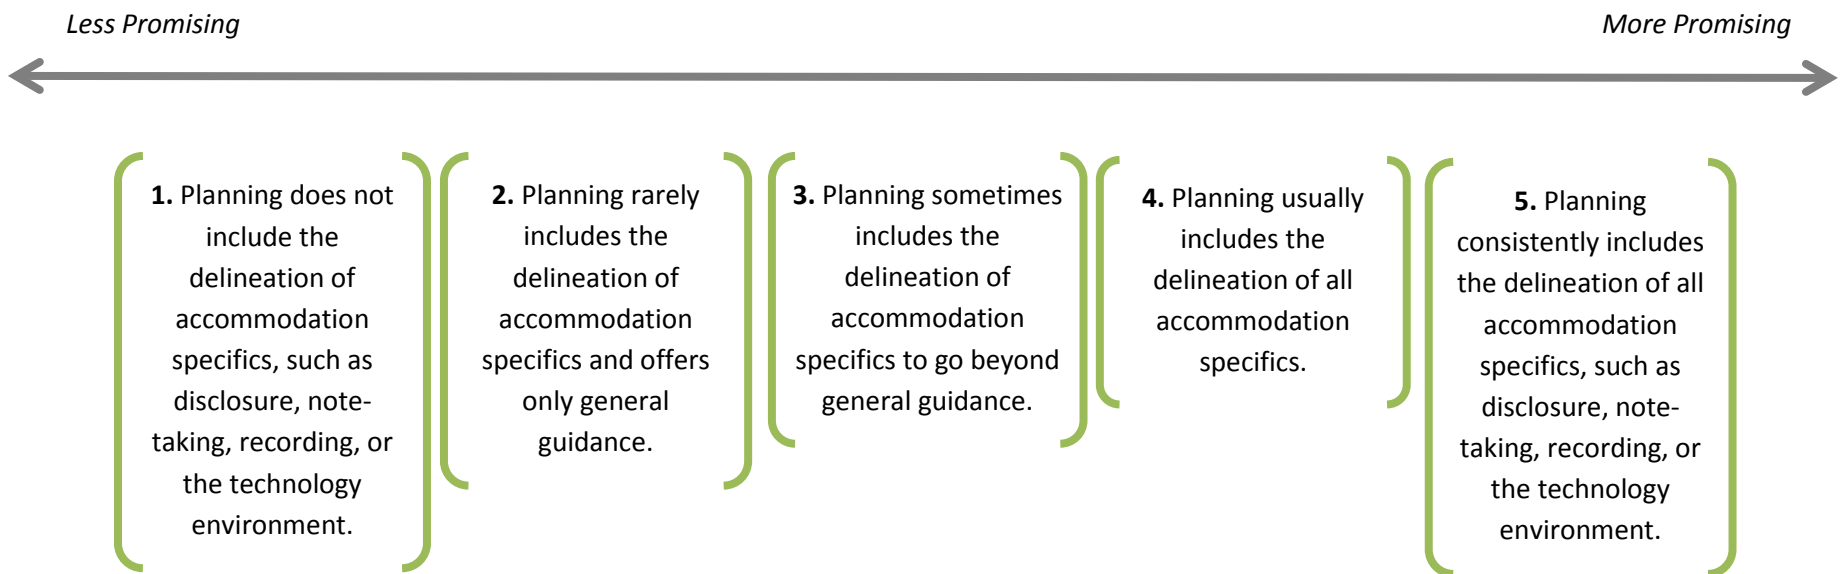 Less Promising
More Promising
1. Planning does not
include the
delineation of
accommodation
specifics, such as
disclosure, note-
taking, recording, or
the technology
environment.
2. Planning rarely
includes the
delineation of
accommodation
specifics and offers
only general
guidance.
3. Planning sometimes
includes the
delineation of
accommodation
specifics to go beyond
general guidance.
4. Planning usually
includes the
delineation of all
accommodation
specifics.
5. Planning
consistently includes
the delineation of all
accommodation
specifics, such as
disclosure, note-
taking, recording, or
the technology
environment.